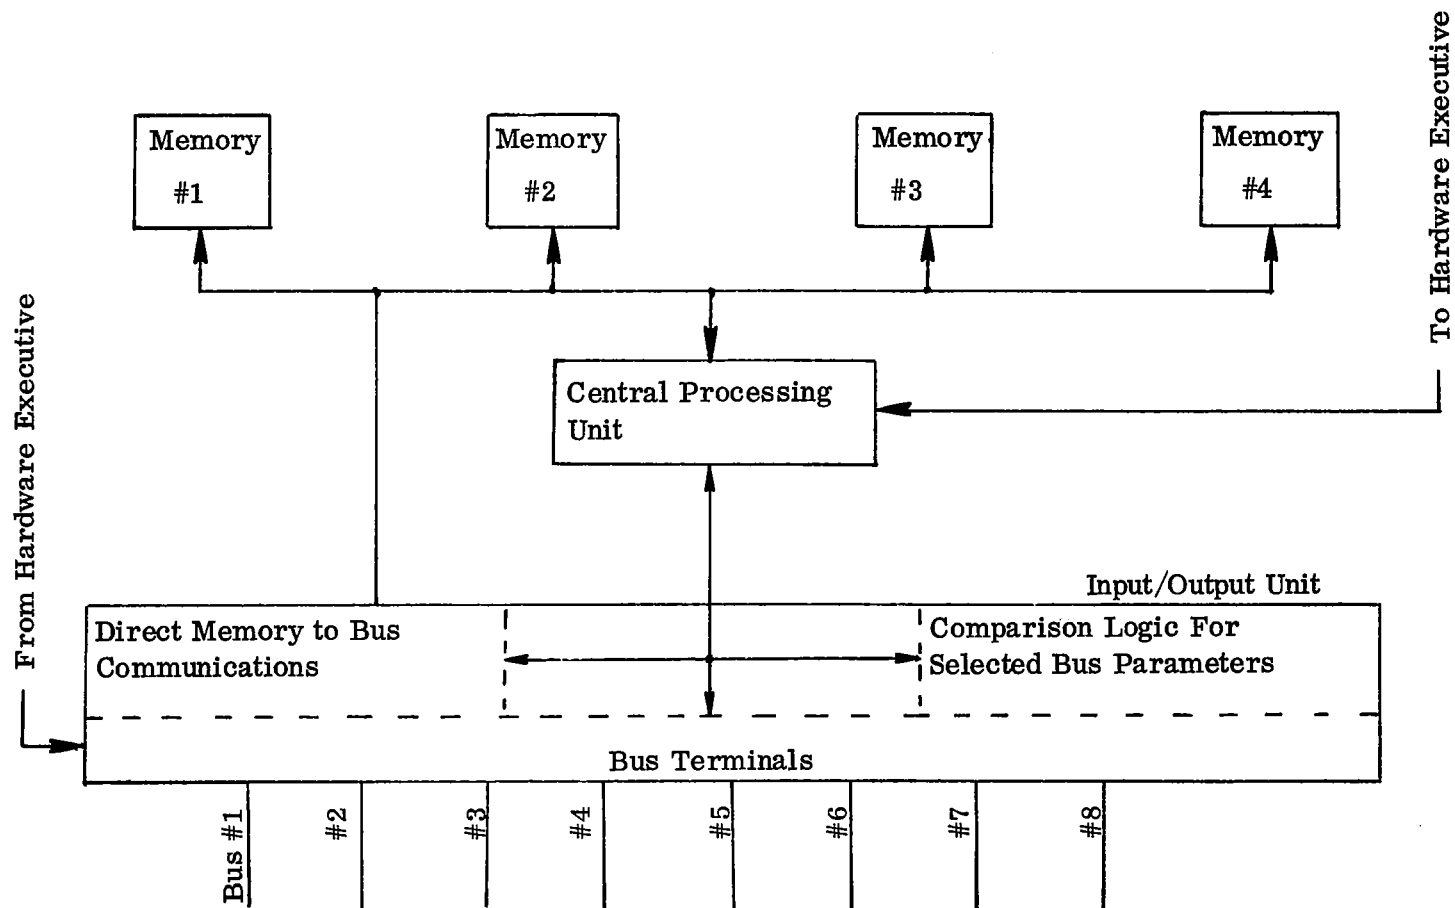 To Hardware Executive
Memory
#1
Memory
#2
Memory
#3
Memory
#4
From Hardware Executive
Central Processing
Unit
Input/Output Unit
Direct Memory to Bus
Communications
Comparison Logic For
Selected Bus Parameters
Bus Terminals
Bus #1
#2
#3
#4
#5
#6
#7
#8